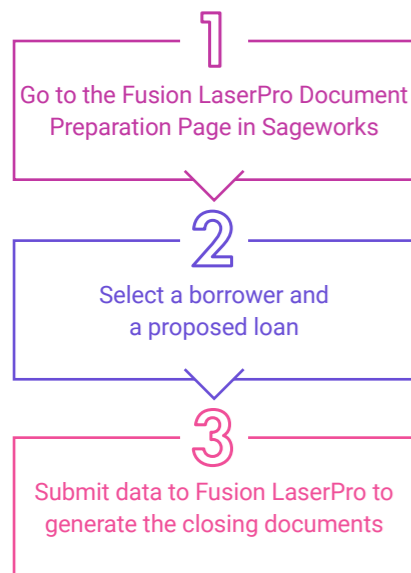 1
Go to the Fusion LaserPro Document
Preparation Page in Sageworks
2
Select a borrower and
a proposed loan
3
Submit data to Fusion LaserPro to
generate the closing documents